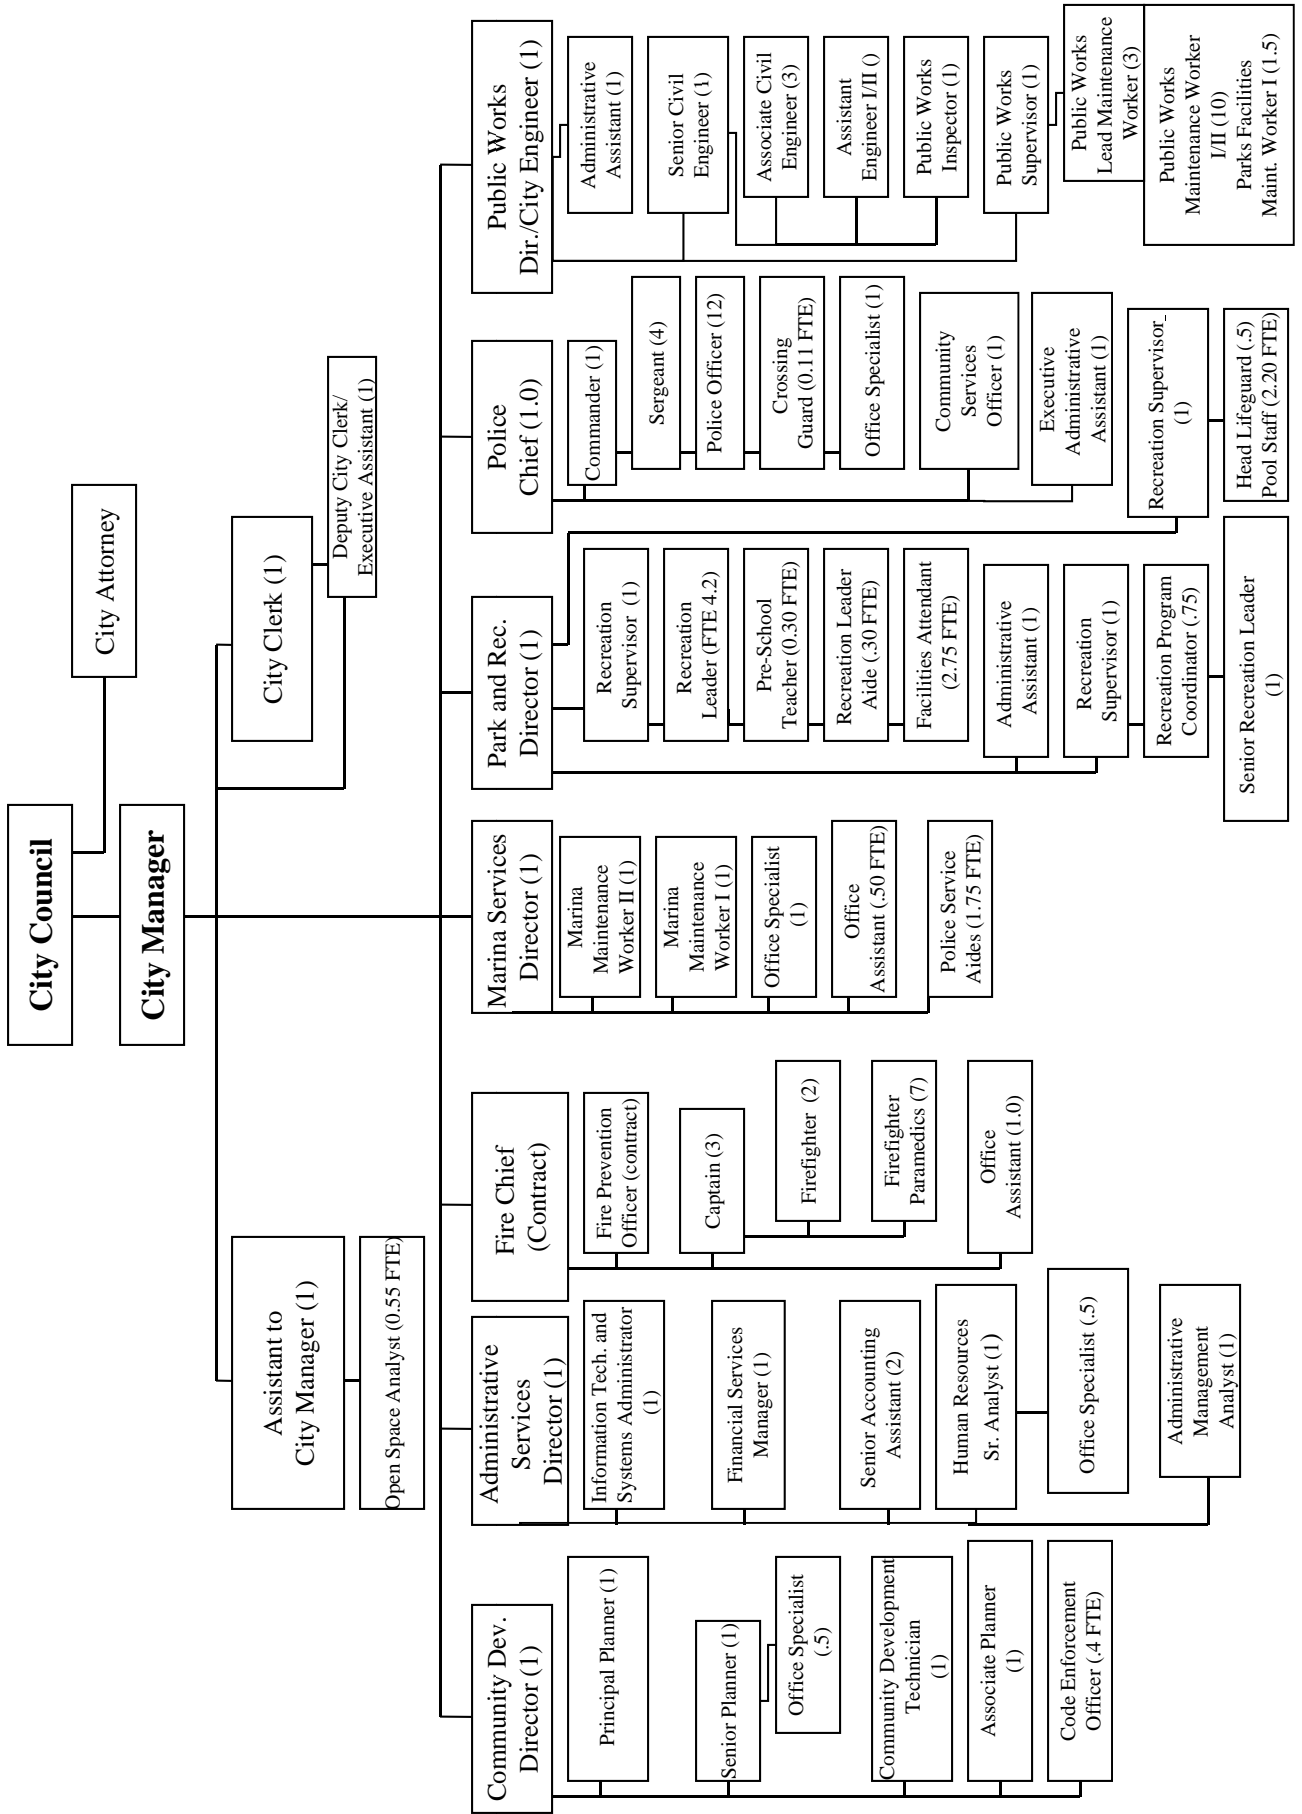 City Council
City Attorney
City Manager
City Clerk (1)
Deputy City Clerk/
Executive Assistant (1)
Assistant to
City Manager (1)
Open Space Analyst (0.55 FTE)
Community Dev.
Director (1)
Principal Planner (1)
Senior Planner (1)
Office Specialist
(.5)
Community Development
Technician
(1)
Associate Planner
(1)
Code Enforcement
Officer (.4 FTE)
Administrative
Services
Director (1)
Information Tech. and
Systems Administrator
(1)
Financial Services
Manager (1)
Senior Accounting
Assistant (2)
Human Resources
Sr. Analyst (1)
Office Specialist (.5)
Administrative
Management
Analyst (1)
Fire Chief
(Contract)
Fire Prevention
Officer (contract)
Captain (3)
Firefighter (2)
Firefighter
Paramedics (7)
Office
Assistant (1.0)
Marina Services
Director (1)
Marina
Maintenance
Worker II (1)
Marina
Maintenance
Worker I (1)
Office Specialist
(1)
Office
Assistant (.50 FTE)
Police Service
Aides (1.75 FTE)
Park and Rec.
Director (1)
Recreation
Supervisor (1)
Recreation
Leader (FTE 4.2)
Pre-School
Teacher (0.30 FTE)
Recreation Leader
Aide (.30 FTE)
Facilities Attendant
(2.75 FTE)
Administrative
Assistant (1)
Recreation
Supervisor (1)
Recreation Program
Coordinator (.75)
Senior Recreation Leader
(1)
Recreation Supervisor
(1)
Head Lifeguard (.5)
Pool Staff (2.20 FTE)
Police
Chief (1.0)
Commander (1)
Sergeant (4)
Police Officer (12)
Crossing
Guard (0.11 FTE)
Office Specialist (1)
Community
Services
Officer (1)
Executive
Administrative
Assistant (1)
Public Works
Dir./City Engineer (1)
Administrative
Assistant (1)
Senior Civil
Engineer (1)
Associate Civil
Engineer (3)
Assistant
Engineer I/II ()
Public Works
Inspector (1)
Public Works
Supervisor (1)
Public Works
Lead Maintenance
Worker (3)
Public Works
Maintenance Worker
I/II (10)
Parks Facilities
Maint. Worker I (1.5)